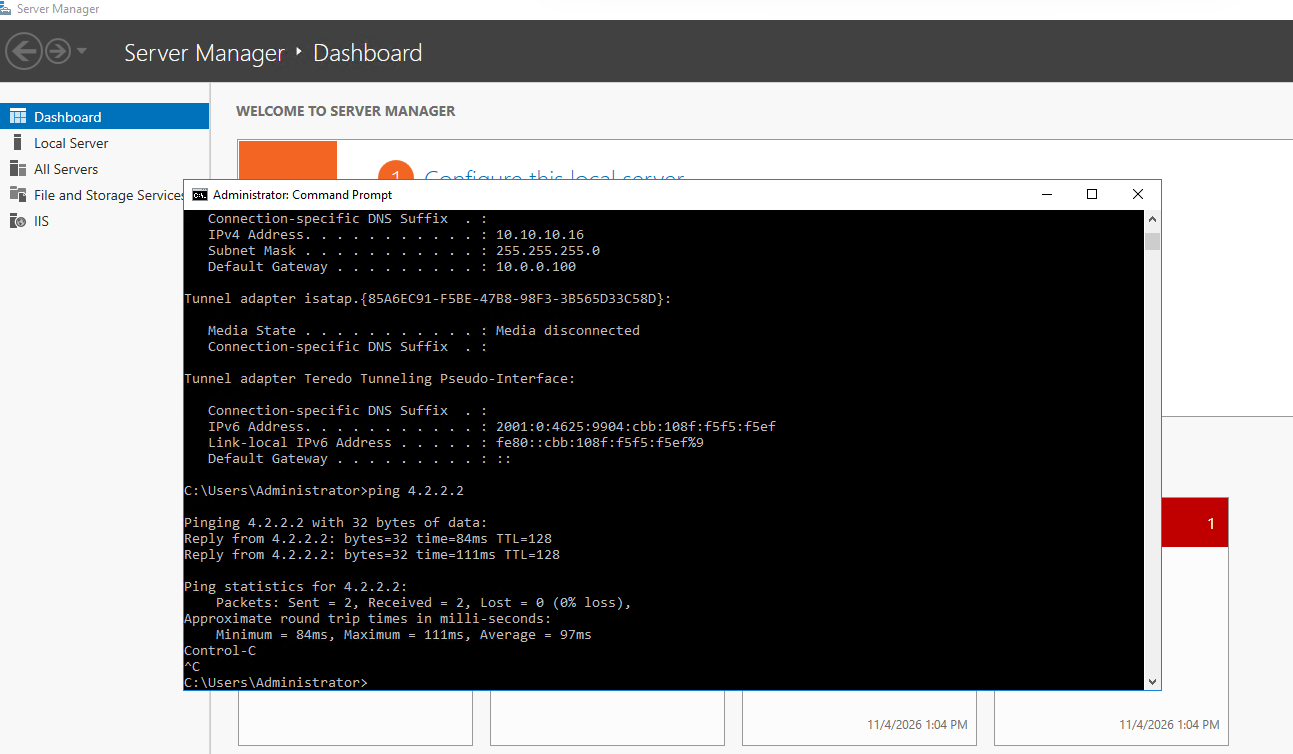 Server Manager
Server Manager ‣ Dashboard
Dashboard
Local Server
All Servers
File and Storage Services
IIS
WELCOME TO SERVER MANAGER
1 Configure this local server
Administrator: Command Prompt
   Connection-specific DNS Suffix  . :
   IPv4 Address. . . . . . . . . . . : 10.10.10.16
   Subnet Mask . . . . . . . . . . . : 255.255.255.0
   Default Gateway . . . . . . . . . : 10.0.0.100
Tunnel adapter isatap.{85A6EC91-F5BE-47B8-98F3-3B565D33C58D}:
   Media State . . . . . . . . . . . : Media disconnected
   Connection-specific DNS Suffix  . :
Tunnel adapter Teredo Tunneling Pseudo-Interface:
   Connection-specific DNS Suffix  . :
   IPv6 Address. . . . . . . . . . . : 2001:0:4625:9904:cbb:108f:f5f5:f5ef
   Link-local IPv6 Address . . . . . : fe80::cbb:108f:f5f5:f5ef%9
   Default Gateway . . . . . . . . . : ::
C:\Users\Administrator>ping 4.2.2.2
Pinging 4.2.2.2 with 32 bytes of data:
Reply from 4.2.2.2: bytes=32 time=84ms TTL=128
Reply from 4.2.2.2: bytes=32 time=111ms TTL=128
Ping statistics for 4.2.2.2:
    Packets: Sent = 2, Received = 2, Lost = 0 (0% loss),
Approximate round trip times in milli-seconds:
    Minimum = 84ms, Maximum = 111ms, Average = 97ms
Control-C
^C
C:\Users\Administrator>
1
11/4/2026 1:04 PM
11/4/2026 1:04 PM